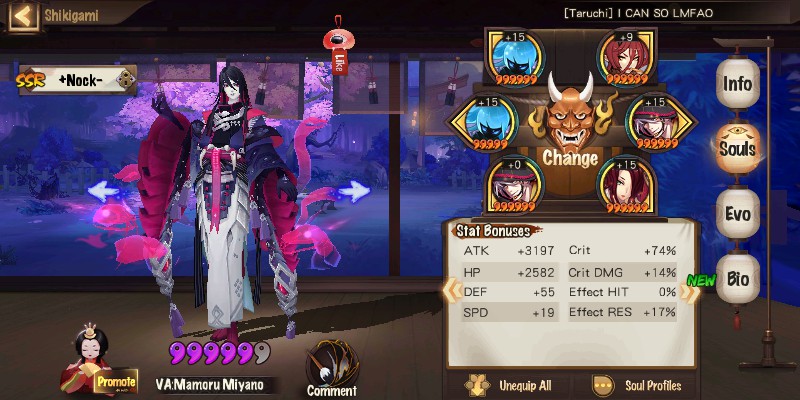 Shikigami
[Taruchi] I CAN SO LMFAO
SSR
+Nock-
Like
+15
+9
+15
+15
+0
+15
Change
Info
Souls
Evo
Bio
Stat Bonuses
ATK +3197 Crit +74%
HP +2582 Crit DMG +14%
DEF +55 Effect HIT 0%
SPD +19 Effect RES +17%
NEW
Promote
VA:Mamoru Miyano
Comment
Unequip All
Soul Profiles